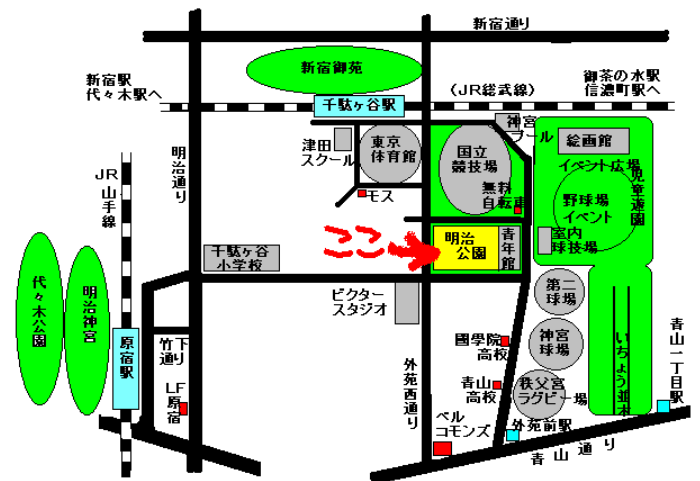 新宿通り
新宿御苑
新宿駅
代々木駅へ
御茶の水駅
信濃町駅へ
(JR総武線)
千駄ヶ谷駅
神宮
プール
絵画館
明治通り
津田
スクール
東京
体育館
国立
競技場
イベント広場
児童遊園
JR
山手線
モス
無料
自転車
野球場
イベント
ここ
明治
公園
青年館
室内
球技場
千駄ヶ谷
小学校
代々木公園
明治神宮
ビクター
スタジオ
第二
球場
原宿駅
竹下
通り
國學院
高校
神宮
球場
いちょう並木
青山一丁目駅
外苑西通り
LF
原宿
青山
高校
秩父宮
ラグビー場
ベル
コモンズ
外苑前駅
青山通り